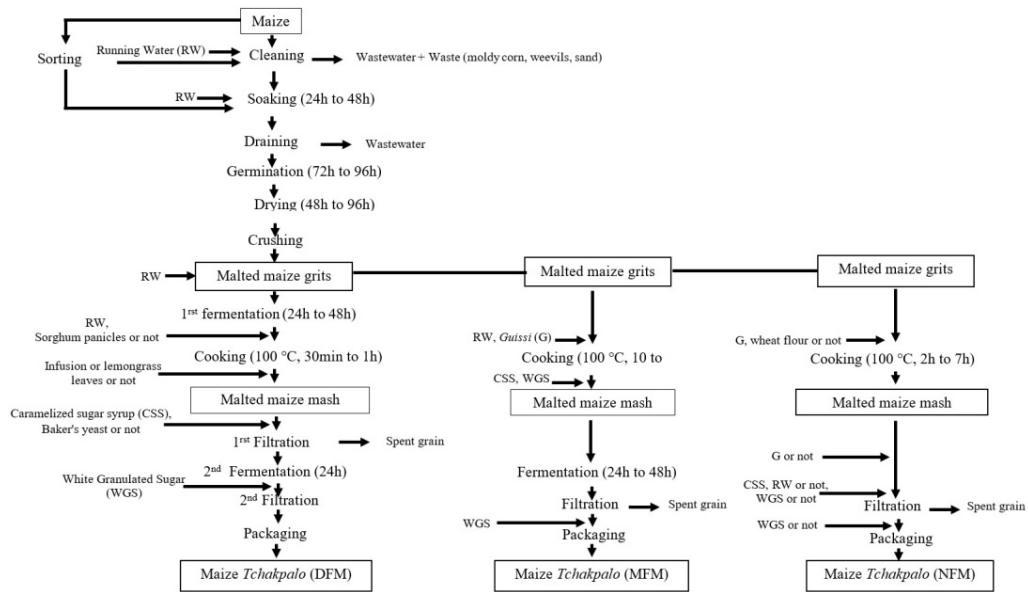 Maize
Sorting
Running Water (RW)
Cleaning
Wastewater + Waste (moldy corn, weevils, sand)
RW
Soaking (24h to 48h)
Draining
Wastewater
Germination (72h to 96h)
Drying (48h to 96h)
Crushing
RW
Malted maize grits
Malted maize grits
Malted maize grits
1rst fermentation (24h to 48h)
RW,
Sorghum panicles or not
Cooking (100 °C, 30min to 1h)
Infusion or lemongrass
leaves or not
Malted maize mash
Caramelized sugar syrup (CSS),
Baker's yeast or not
1rst Filtration
Spent grain
2nd Fermentation (24h)
White Granulated Sugar
(WGS)
2nd Filtration
Packaging
Maize Tchakpalo (DFM)
RW, Guissi (G)
Cooking (100 °C, 10 to
CSS, WGS
Malted maize mash
Fermentation (24h to 48h)
Filtration
Spent grain
WGS
Packaging
Maize Tchakpalo (MFM)
G, wheat flour or not
Cooking (100 °C, 2h to 7h)
Malted maize mash
G or not
CSS, RW or not,
WGS or not
Filtration
Spent grain
WGS or not
Packaging
Maize Tchakpalo (NFM)